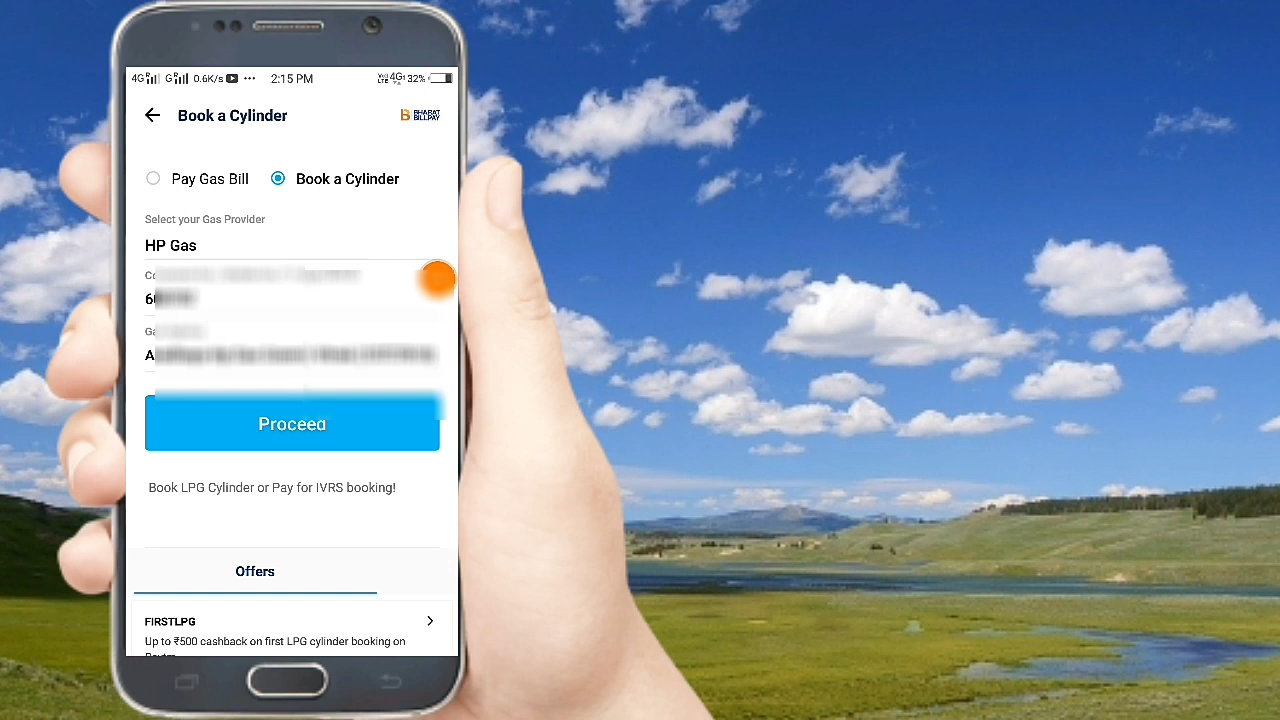 4G G 0.6K/s ... 2:15 PM VoLTE 4G 32%
Book a Cylinder
BHARAT
BILLPAY
Pay Gas Bill Book a Cylinder
Select your Gas Provider
HP Gas
Proceed
Book LPG Cylinder or Pay for IVRS booking!
Offers
FIRSTLPG
Up to ₹500 cashback on first LPG cylinder booking on